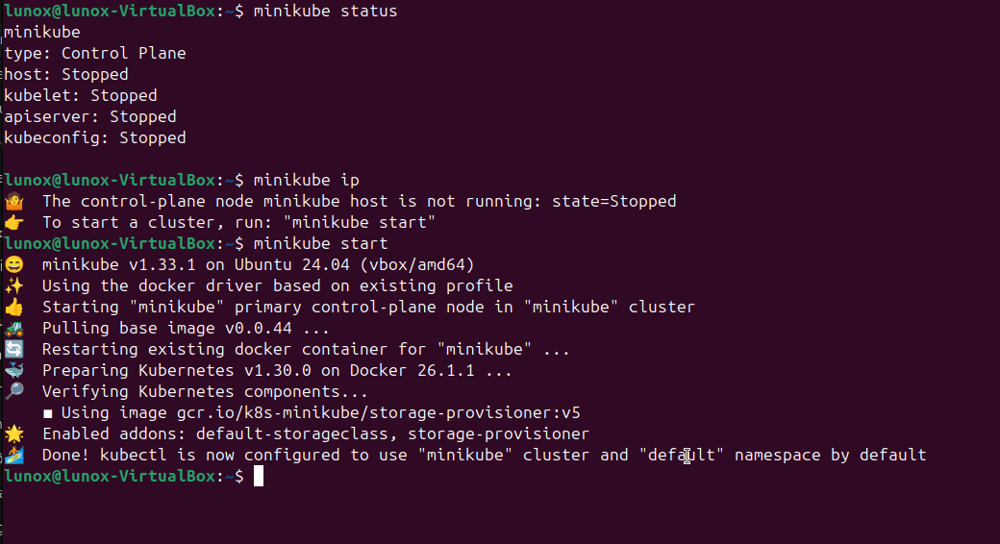 lunox@lunox-VirtualBox:~$ minikube status
minikube
type: Control Plane
host: Stopped
kubelet: Stopped
apiserver: Stopped
kubeconfig: Stopped
lunox@lunox-VirtualBox:~$ minikube ip
🤷 The control-plane node minikube host is not running: state=Stopped
👉 To start a cluster, run: "minikube start"
lunox@lunox-VirtualBox:~$ minikube start
😄 minikube v1.33.1 on Ubuntu 24.04 (vbox/amd64)
✨ Using the docker driver based on existing profile
👍 Starting "minikube" primary control-plane node in "minikube" cluster
🚜 Pulling base image v0.0.44 ...
🔄 Restarting existing docker container for "minikube" ...
🐳 Preparing Kubernetes v1.30.0 on Docker 26.1.1 ...
🔎 Verifying Kubernetes components...
■ Using image gcr.io/k8s-minikube/storage-provisioner:v5
🌟 Enabled addons: default-storageclass, storage-provisioner
🏄 Done! kubectl is now configured to use "minikube" cluster and "default" namespace by default
lunox@lunox-VirtualBox:~$